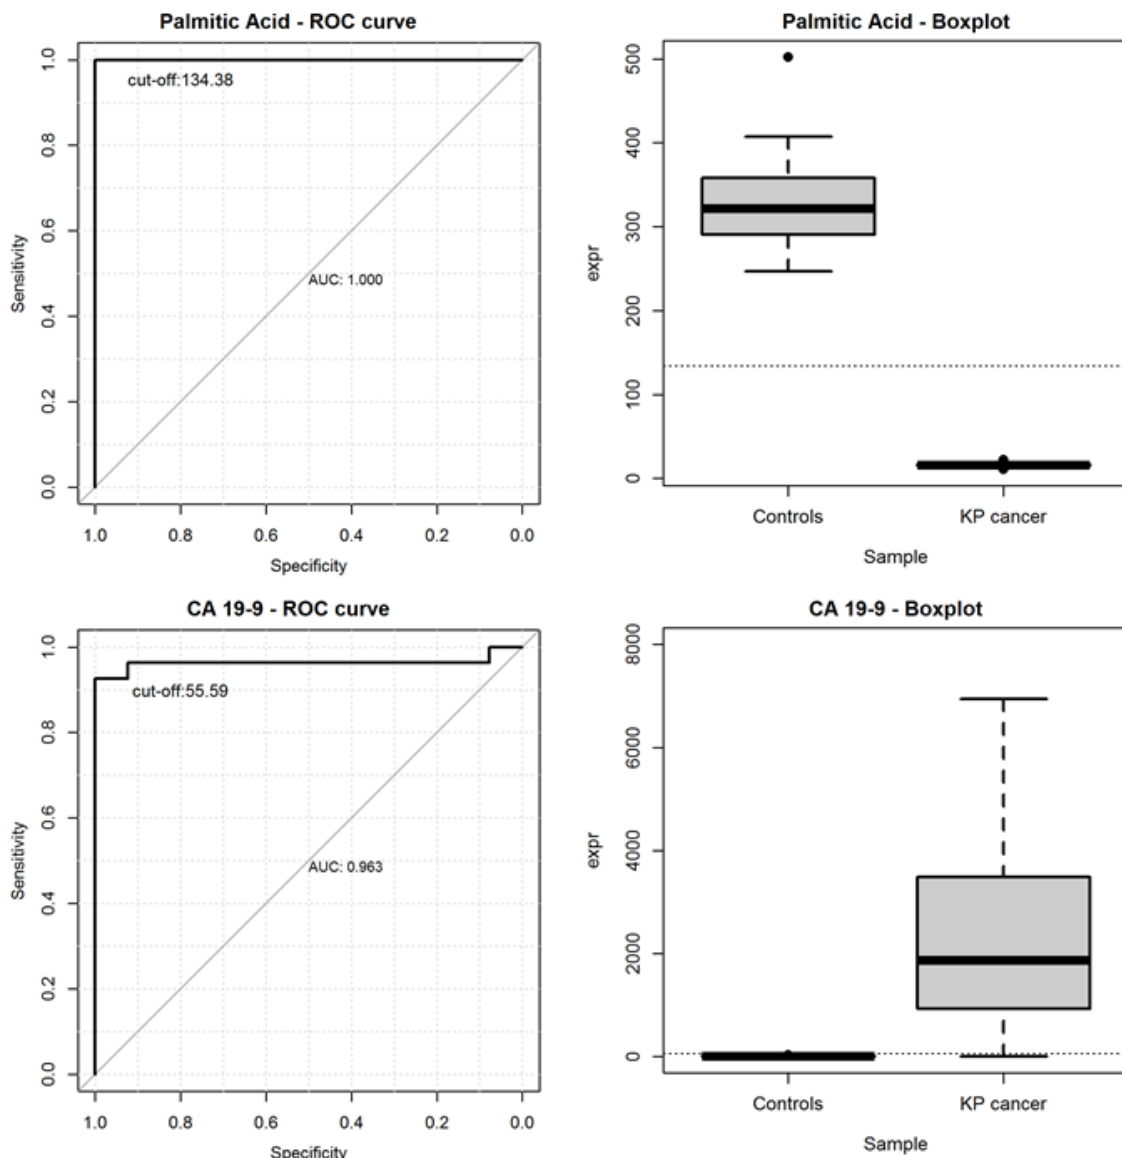 Palmitic Acid - ROC curve
Sensitivity
1.0
0.8
0.6
0.4
0.2
0.0
cut-off:134.38
AUC: 1.000
1.0 0.8 0.6 0.4 0.2 0.0
Specificity
Palmitic Acid - Boxplot
expr
500
400
300
200
100
0
Controls KP cancer
Sample
CA 19-9 - ROC curve
Sensitivity
1.0
0.8
0.6
0.4
0.2
0.0
cut-off:55.59
AUC: 0.963
1.0 0.8 0.6 0.4 0.2 0.0
Specificity
CA 19-9 - Boxplot
expr
8000
6000
4000
2000
0
Controls KP cancer
Sample